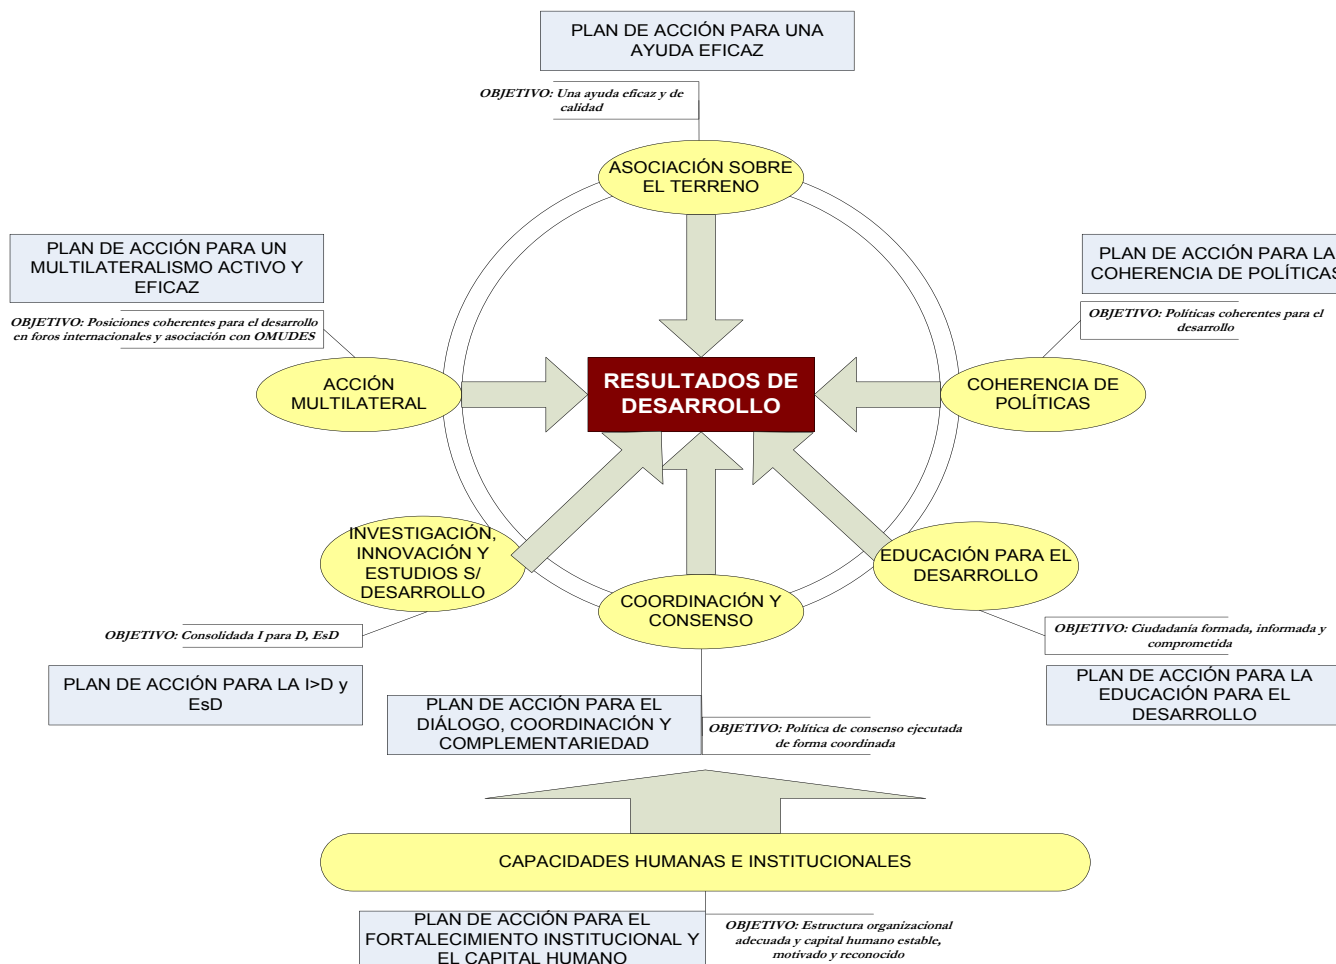 PLAN DE ACCIÓN PARA UNA
AYUDA EFICAZ
OBJETIVO: Una ayuda eficaz y de
calidad
ASOCIACIÓN SOBRE
EL TERRENO
PLAN DE ACCIÓN PARA UN
MULTILATERALISMO ACTIVO Y
EFICAZ
OBJETIVO: Posiciones coherentes para el desarrollo
en foros internacionales y asociación con OMUDES
ACCIÓN
MULTILATERAL
PLAN DE ACCIÓN PARA LA
COHERENCIA DE POLÍTICAS
OBJETIVO: Políticas coherentes para el
desarrollo
COHERENCIA DE
POLÍTICAS
RESULTADOS DE
DESARROLLO
INVESTIGACIÓN,
INNOVACIÓN Y
ESTUDIOS S/
DESARROLLO
OBJETIVO: Consolidada I para D, EsD
PLAN DE ACCIÓN PARA LA I>D y
EsD
COORDINACIÓN Y
CONSENSO
PLAN DE ACCIÓN PARA EL
DIÁLOGO, COORDINACIÓN Y
COMPLEMENTARIEDAD
OBJETIVO: Política de consenso ejecutada
de forma coordinada
EDUCACIÓN PARA EL
DESARROLLO
OBJETIVO: Ciudadanía formada, informada y
comprometida
PLAN DE ACCIÓN PARA LA
EDUCACIÓN PARA EL
DESARROLLO
CAPACIDADES HUMANAS E INSTITUCIONALES
PLAN DE ACCIÓN PARA EL
FORTALECIMIENTO INSTITUCIONAL Y
EL CAPITAL HUMANO
OBJETIVO: Estructura organizacional
adecuada y capital humano estable,
motivado y reconocido